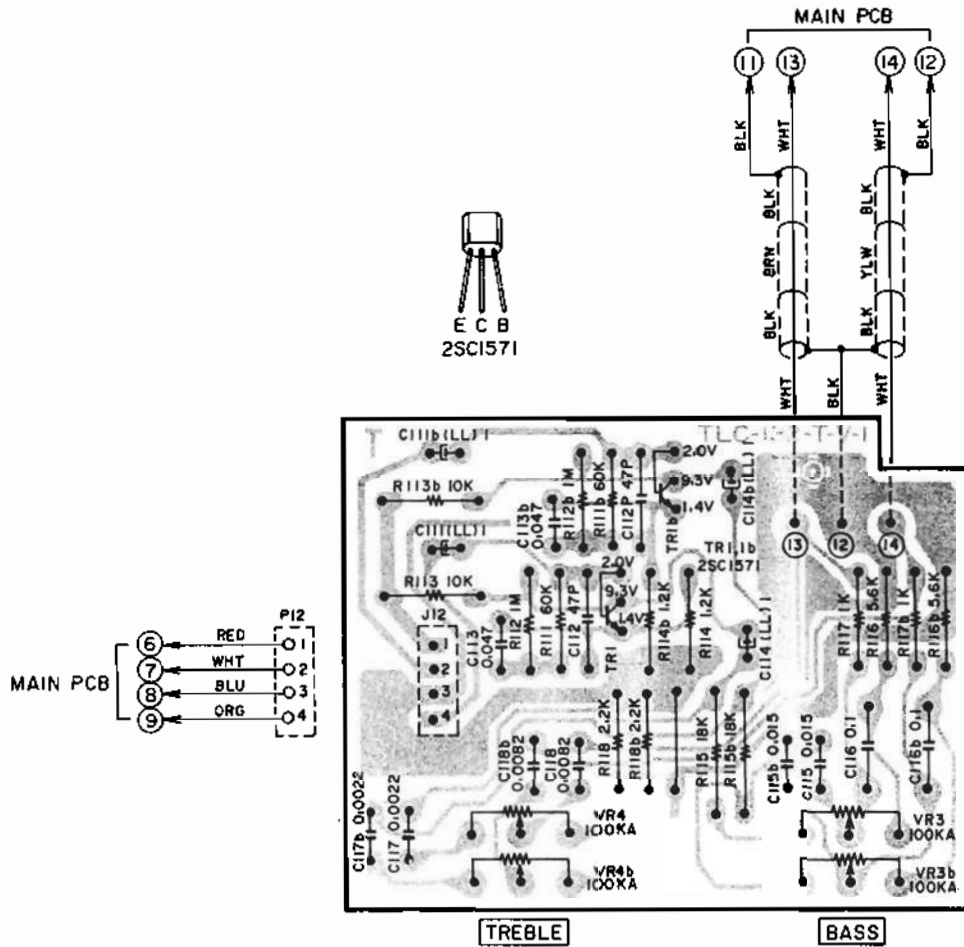 MAIN PCB
11 13 14 12
BLK WHT WHT BLK
BLK BLK
BRN YLW
BLK BLK
WHT BLK WHT
E C B
2SC1571
C111b(LL) 1
R113b 10K
C111(LL) 1
R113 10K
C113b 0.047
R112b 1M
R111b 60K
C112P 47P
2.0V
9.3V
1.4V
TR1b
C114b(LL) 1
TR1,1b
2SC1571
13 12 14
J12
1
2
3
4
C113 0.047
R112 1M
R111 60K
C112 47P
2.0V
9.3V
1.4V
TR1
R114b 1.2K
R114 1.2K
C114(LL) 1
R117 1K
R116 5.6K
R117b 1K
R116b 5.6K
P12
6 RED 1
7 WHT 2
8 BLU 3
9 ORG 4
MAIN PCB
C118b 0.0082
C118 0.0082
R118 2.2K
R118b 2.2K
R115 18K
R115b 18K
C115b 0.015
C115 0.015
C116 0.1
C116b 0.1
C117b 0.0022
C117 0.0022
VR4
100KA
VR4b
100KA
VR3
100KA
VR3b
100KA
TREBLE
BASS